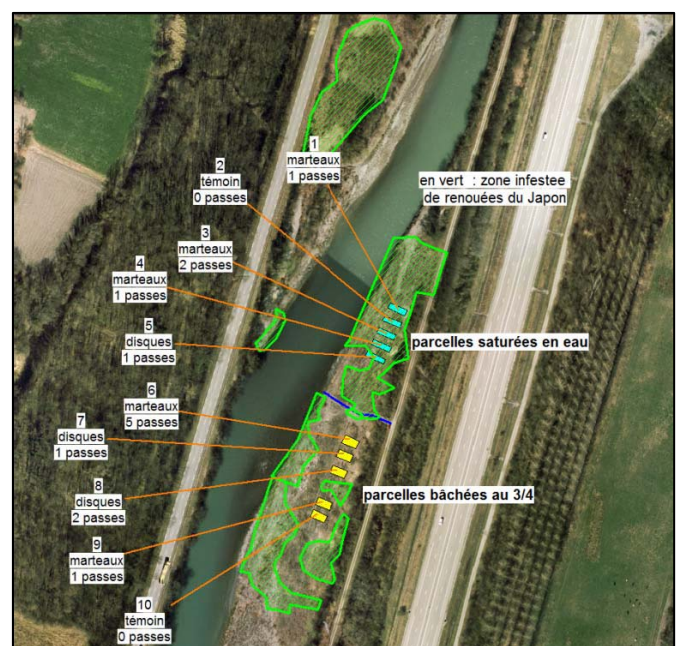 1
marteaux
1 passes
2
témoin
0 passes
en vert : zone infestee
de renouées du Japon
3
marteaux
2 passes
4
marteaux
1 passes
5
disques
1 passes
parcelles saturées en eau
6
marteaux
5 passes
7
disques
1 passes
8
disques
2 passes
parcelles bâchées au 3/4
9
marteaux
1 passes
10
témoin
0 passes